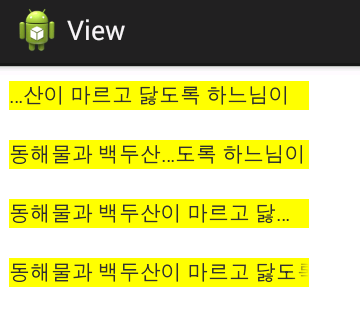 View
...산이 마르고 닳도록 하느님이
동해물과 백두산...도록 하느님이
동해물과 백두산이 마르고 닳...
동해물과 백두산이 마르고 닳도